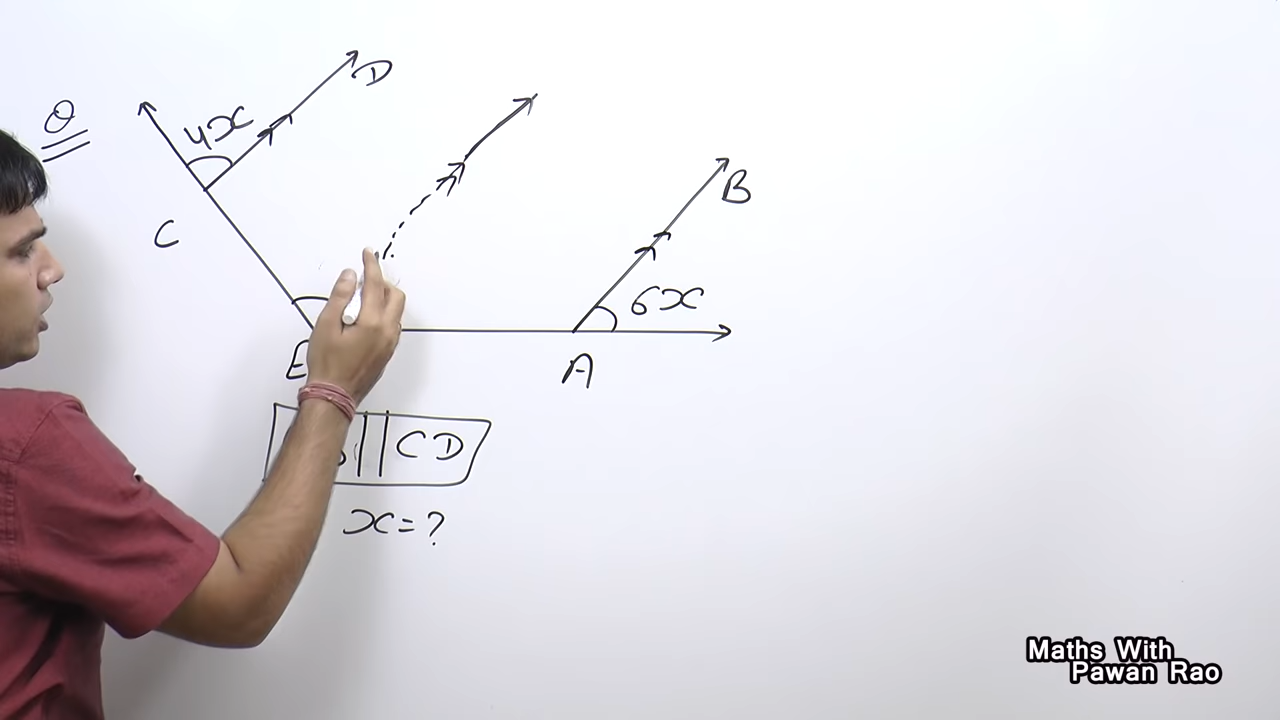 Q
4x
D
C
B
6x
E
A
|| CD
x = ?
Maths With
Pawan Rao